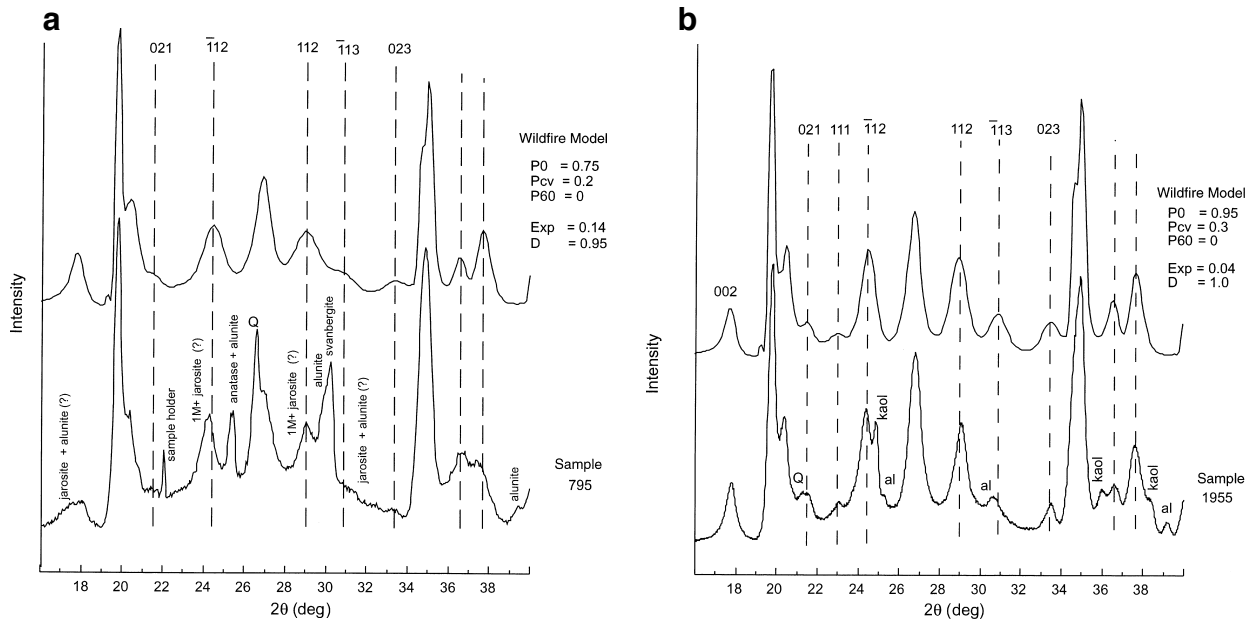 a
021
1̅12
112
1̅13
023
Wildfire Model
P0 = 0.75
Pcv = 0.2
P60 = 0
Exp = 0.14
D = 0.95
Intensity
jarosite + alunite (?)
sample holder
1M+ jarosite (?)
anatase + alunite
Q
1M+ jarosite (?)
alunite
svanbergite
jarosite + alunite (?)
alunite
Sample
795
18 20 22 24 26 28 30 32 34 36 38
2θ (deg)
b
002
021
111
1̅12
112
1̅13
023
Wildfire Model
P0 = 0.95
Pcv = 0.3
P60 = 0
Exp = 0.04
D = 1.0
Intensity
Q
kaol
al
al
kaol
kaol
al
Sample
1955
18 20 22 24 26 28 30 32 34 36 38
2θ (deg)